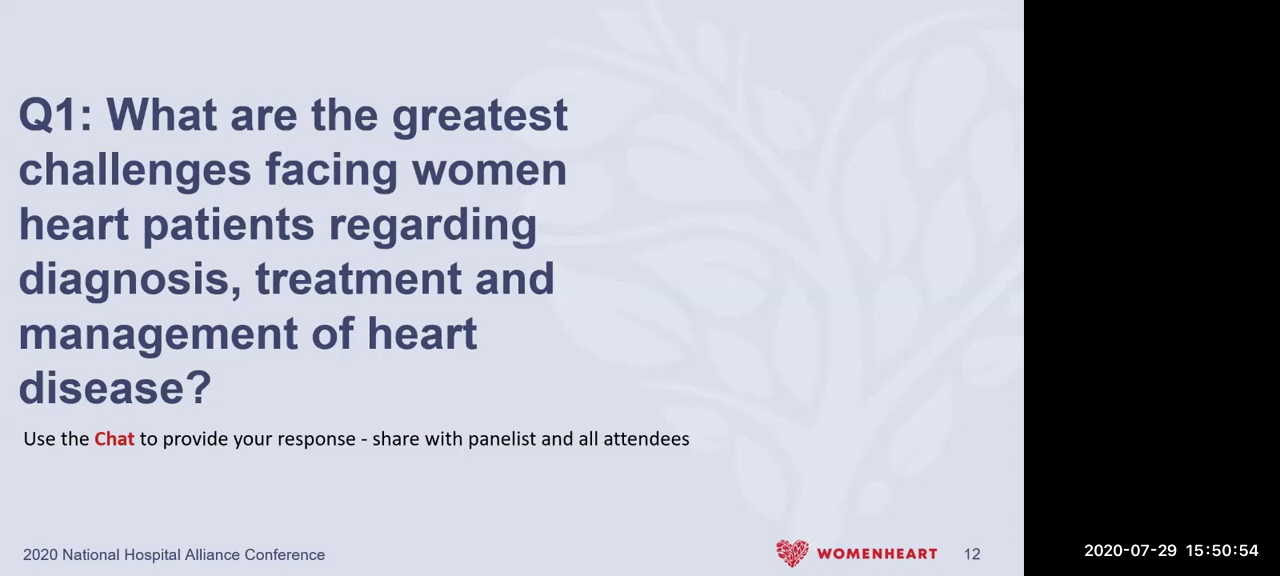 Q1: What are the greatest
challenges facing women
heart patients regarding
diagnosis, treatment and
management of heart
disease?
Use the Chat to provide your response - share with panelist and all attendees
2020 National Hospital Alliance Conference
WOMENHEART
12
2020-07-29 15:50:54